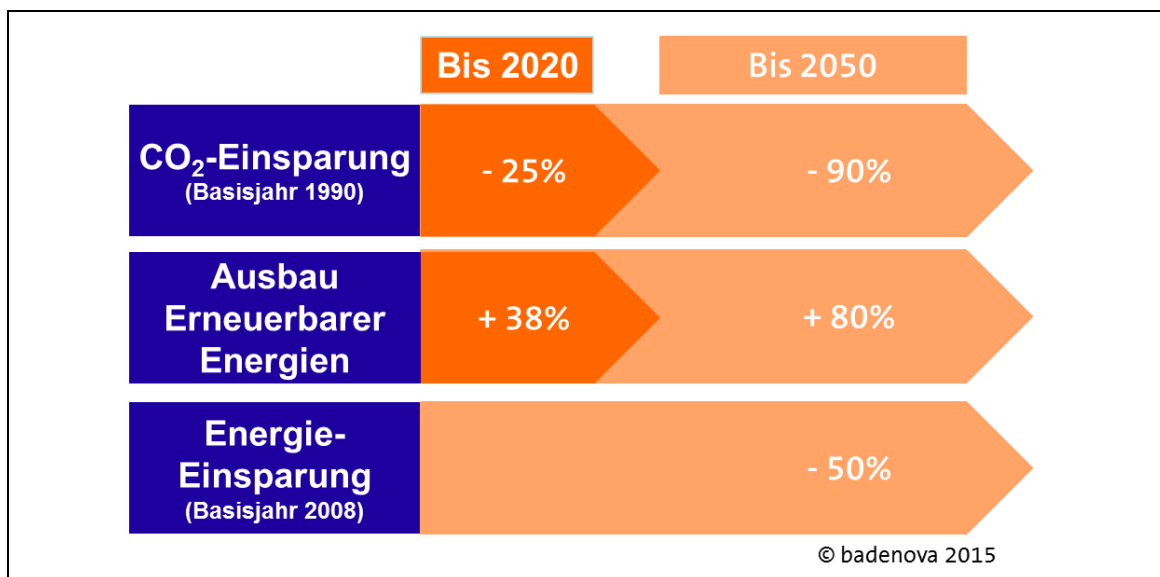 Bis 2020
Bis 2050
CO₂-Einsparung
(Basisjahr 1990)
- 25%
- 90%
Ausbau
Erneuerbarer
Energien
+ 38%
+ 80%
Energie-
Einsparung
(Basisjahr 2008)
- 50%
© badenova 2015